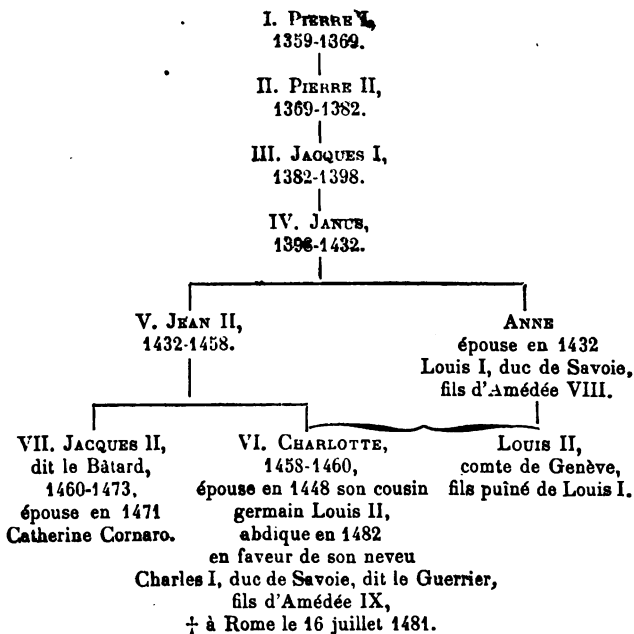 I. PIERRE I,
1359-1369.
II. PIERRE II,
1369-1382.
III. JACQUES I,
1382-1398.
IV. JANUS,
1398-1432.
V. JEAN II,
1432-1458.
ANNE
épouse en 1432
Louis I, duc de Savoie,
fils d'Amédée VIII.
VII. JACQUES II,
dit le Bâtard,
1460-1473,
épouse en 1471
Catherine Cornaro.
VI. CHARLOTTE,
1458-1460,
épouse en 1448 son cousin
germain Louis II,
abdique en 1482
en faveur de son neveu
Charles I, duc de Savoie, dit le Guerrier,
fils d'Amédée IX,
† à Rome le 16 juillet 1481.
LOUIS II,
comte de Genève,
fils puîné de Louis I.